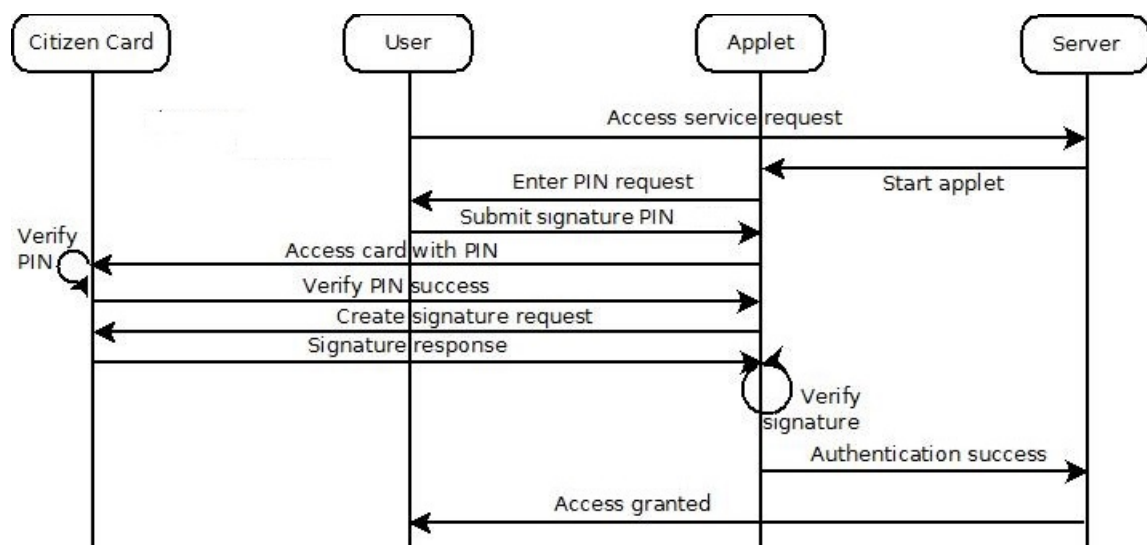 Citizen Card
User
Applet
Server
Access service request
Start applet
Enter PIN request
Submit signature PIN
Verify
PIN
Access card with PIN
Verify PIN success
Create signature request
Signature response
Verify
signature
Authentication success
Access granted